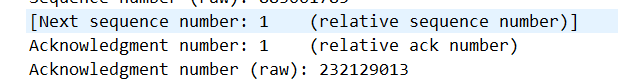 [Next sequence number: 1    (relative sequence number)]
Acknowledgment number: 1    (relative ack number)
Acknowledgment number (raw): 232129013